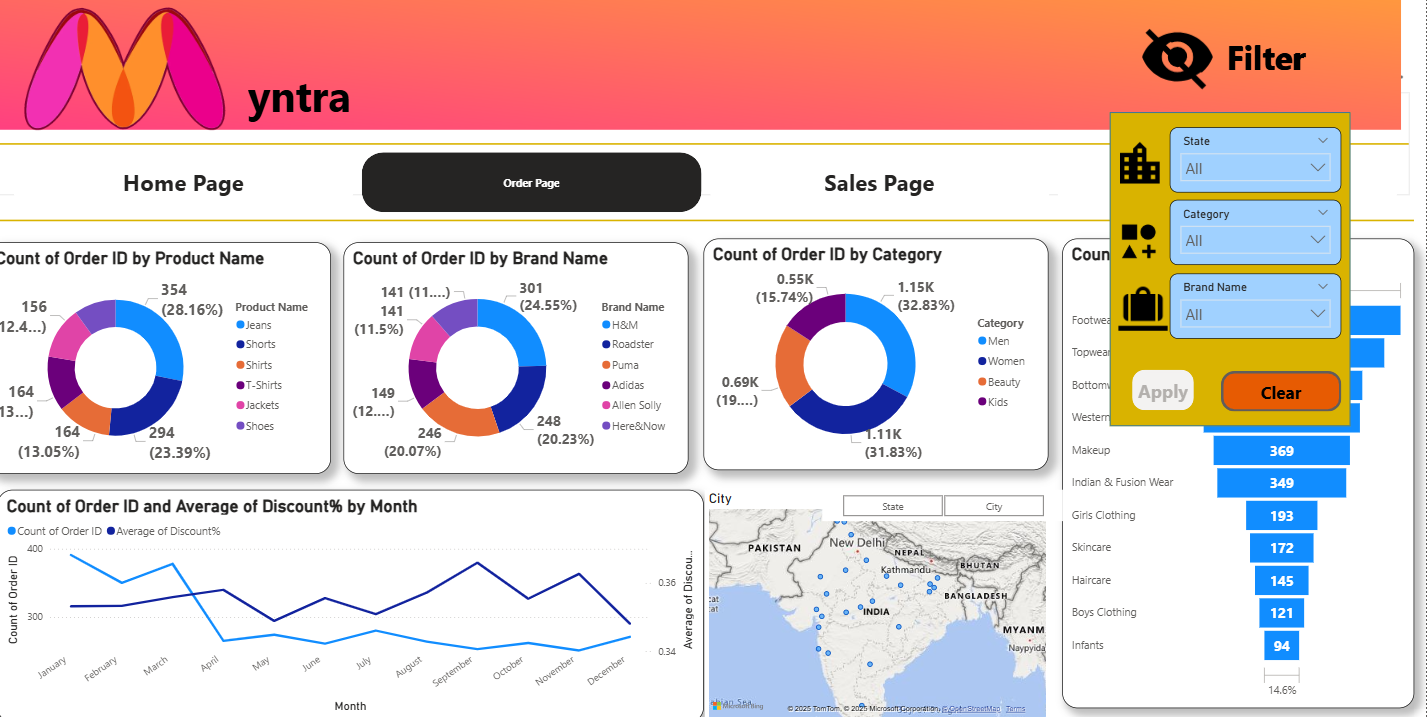 yntra
Filter
Home Page
Order Page
Sales Page
State
All
Category
All
Brand Name
All
Apply
Clear
Count of Order ID by Product Name
354
(28.16%)
294
(23.39%)
164
(13.05%)
164
156
Product Name
Jeans
Shorts
Shirts
T-Shirts
Jackets
Shoes
Count of Order ID by Brand Name
301
(24.55%)
248
(20.23%)
246
(20.07%)
149
(12....)
141
(11.5%)
141 (11....)
Brand Name
H&M
Roadster
Puma
Adidas
Allen Solly
Here&Now
Count of Order ID by Category
1.15K
(32.83%)
1.11K
(31.83%)
0.69K
(19....)
0.55K
(15.74%)
Category
Men
Women
Beauty
Kids
Coun
Footwea
Topwear
Bottomw
Western
Makeup
369
Indian & Fusion Wear
349
Girls Clothing
193
Skincare
172
Haircare
145
Boys Clothing
121
Infants
94
14.6%
Count of Order ID and Average of Discount% by Month
Count of Order ID
Average of Discount%
Count of Order ID
400
300
January
February
March
April
May
June
July
August
September
October
November
December
Month
0.36
0.34
Average of Discou...
City
State
City
PAKISTAN
New Delhi
NEPAL
Kathmandu
BHUTAN
BANGLADESH
INDIA
MYANM
Naypyida
Microsoft Bing
© 2025 TomTom, © 2025 Microsoft Corporation, © OpenStreetMap Terms